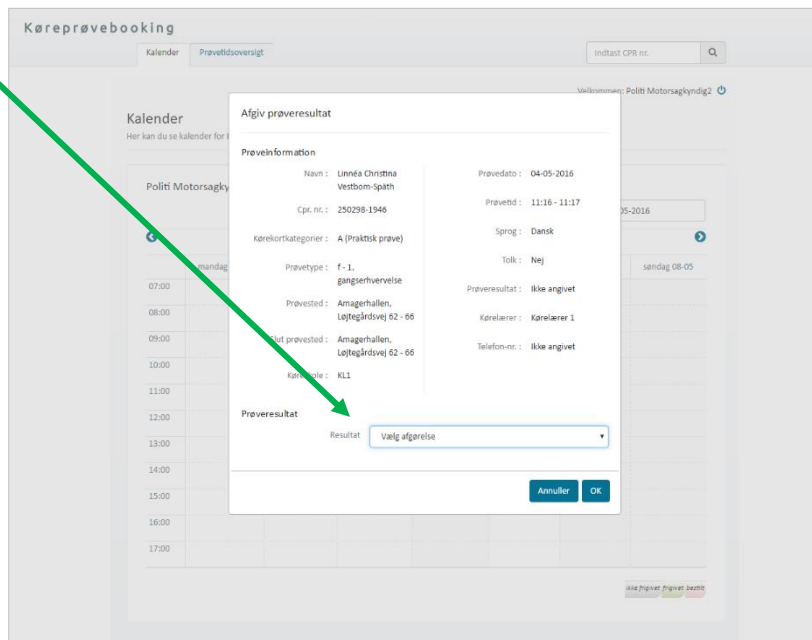 Køreprøvebooking
Kalender
Prøvetidsoversigt
Indtast CPR nr.
Velkommen: Politi Motorsagkyndig2
Kalender
Her kan du se kalender for
Politi Motorsagky
05-2016
mandag
søndag 08-05
07:00
08:00
09:00
10:00
11:00
12:00
13:00
14:00
15:00
16:00
17:00
Afgiv prøveresultat
Prøveinformation
Navn : Linnéa Christina
Vestbom-Späth
Cpr. nr. : 250298-1946
Kørekortkategorier : A (Praktisk prøve)
Prøvetype : f - 1.
gangserhvervelse
Prøvested : Amagerhallen,
Løjtegårdsvej 62 - 66
Slut prøvested : Amagerhallen,
Løjtegårdsvej 62 - 66
KL1
Prøvedato : 04-05-2016
Prøvetid : 11:16 - 11:17
Sprog : Dansk
Tolk : Nej
Prøveresultat : Ikke angivet
Kørelærer : Kørelærer 1
Telefon-nr. : Ikke angivet
Prøveresultat
Resultat Vælg afgørelse
Annuller OK
ikke frigivet frigivet bestilt